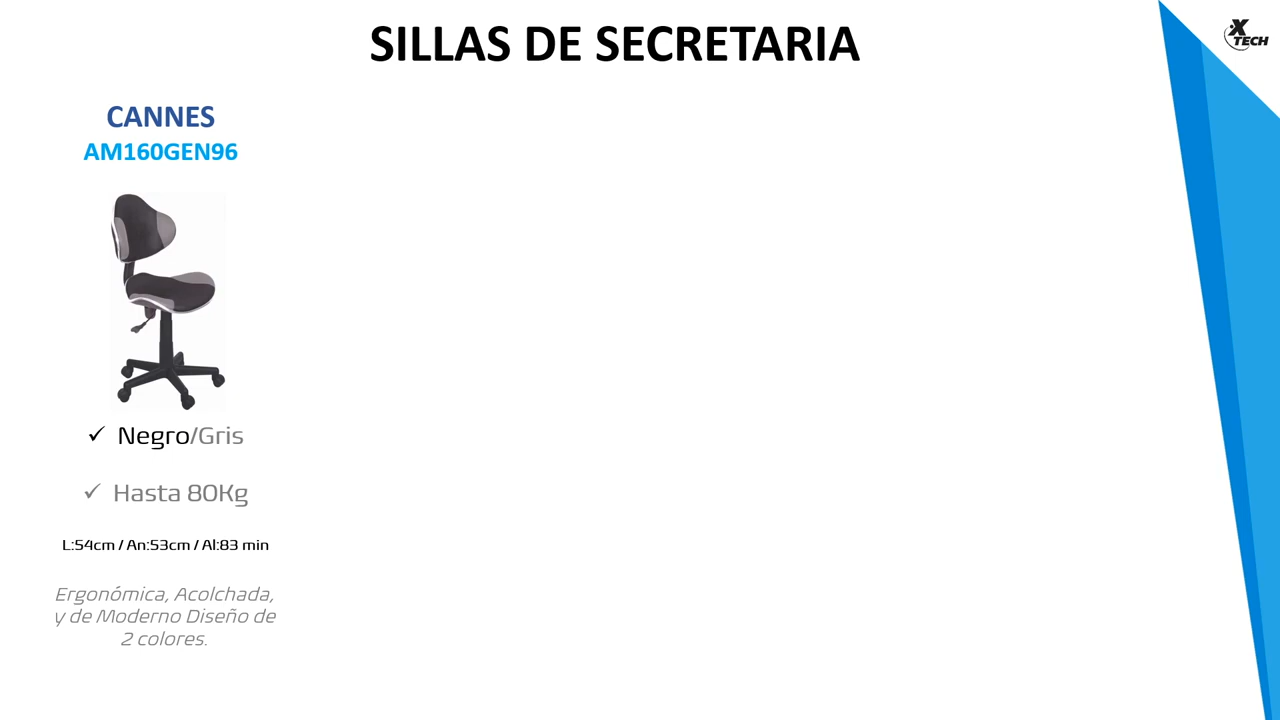 SILLAS DE SECRETARIA
X
TECH
CANNES
AM160GEN96
✓ Negro/Gris
✓ Hasta 80Kg
L:54cm / An:53cm / Al:83 min
Ergonómica, Acolchada,
y de Moderno Diseño de
2 colores.